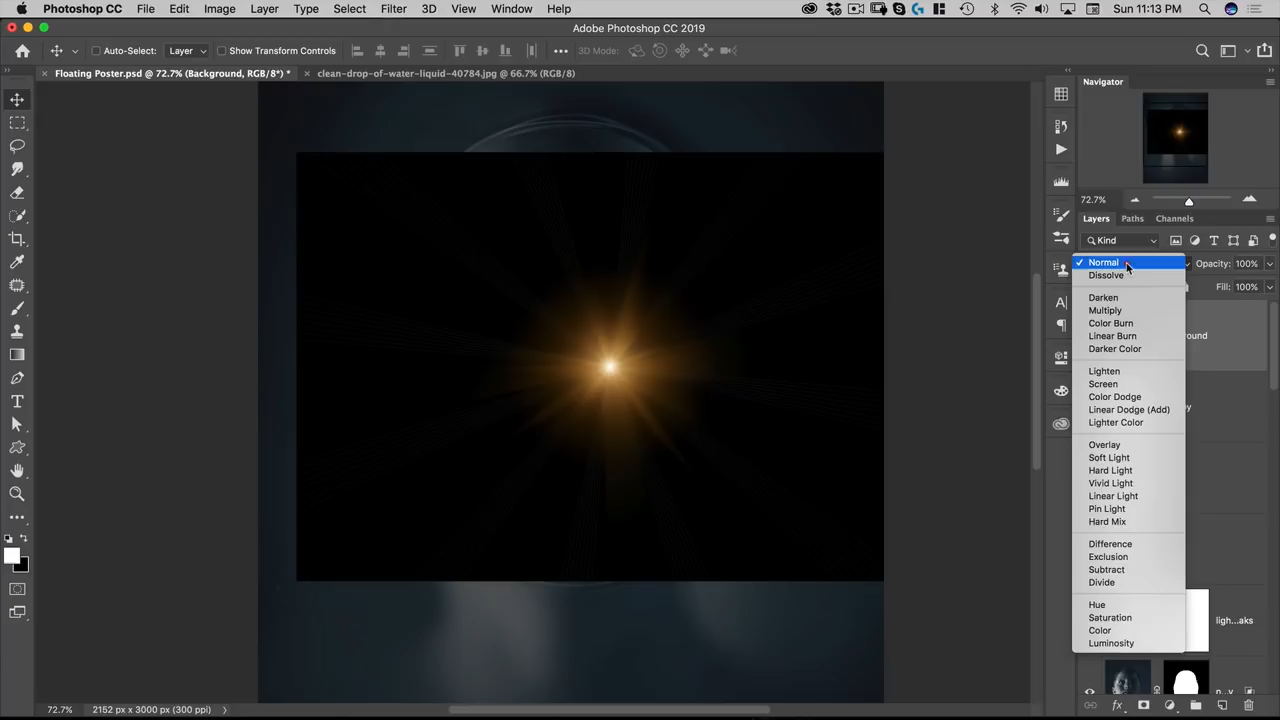 Photoshop CC File Edit Image Layer Type Select Filter 3D View Window Help Sun 11:13 PM
Adobe Photoshop CC 2019
Auto-Select: Layer Show Transform Controls 3D Mode:
× Floating Poster.psd @ 72.7% (Background, RGB/8*) * × clean-drop-of-water-liquid-40784.jpg @ 66.7% (RGB/8)
Navigator
72.7%
Layers Paths Channels
Kind
Normal Opacity: 100%
Dissolve
Fill: 100%
Darken
Multiply
Color Burn
Linear Burn
ound
Darker Color
Lighten
Screen
Color Dodge
Linear Dodge (Add)
Lighter Color
Overlay
Soft Light
Hard Light
Vivid Light
Linear Light
Pin Light
Hard Mix
Difference
Exclusion
Subtract
Divide
Hue
Saturation
ligh...aks
Color
Luminosity
n...y
72.7% 2152 px x 3000 px (300 ppi)
fx